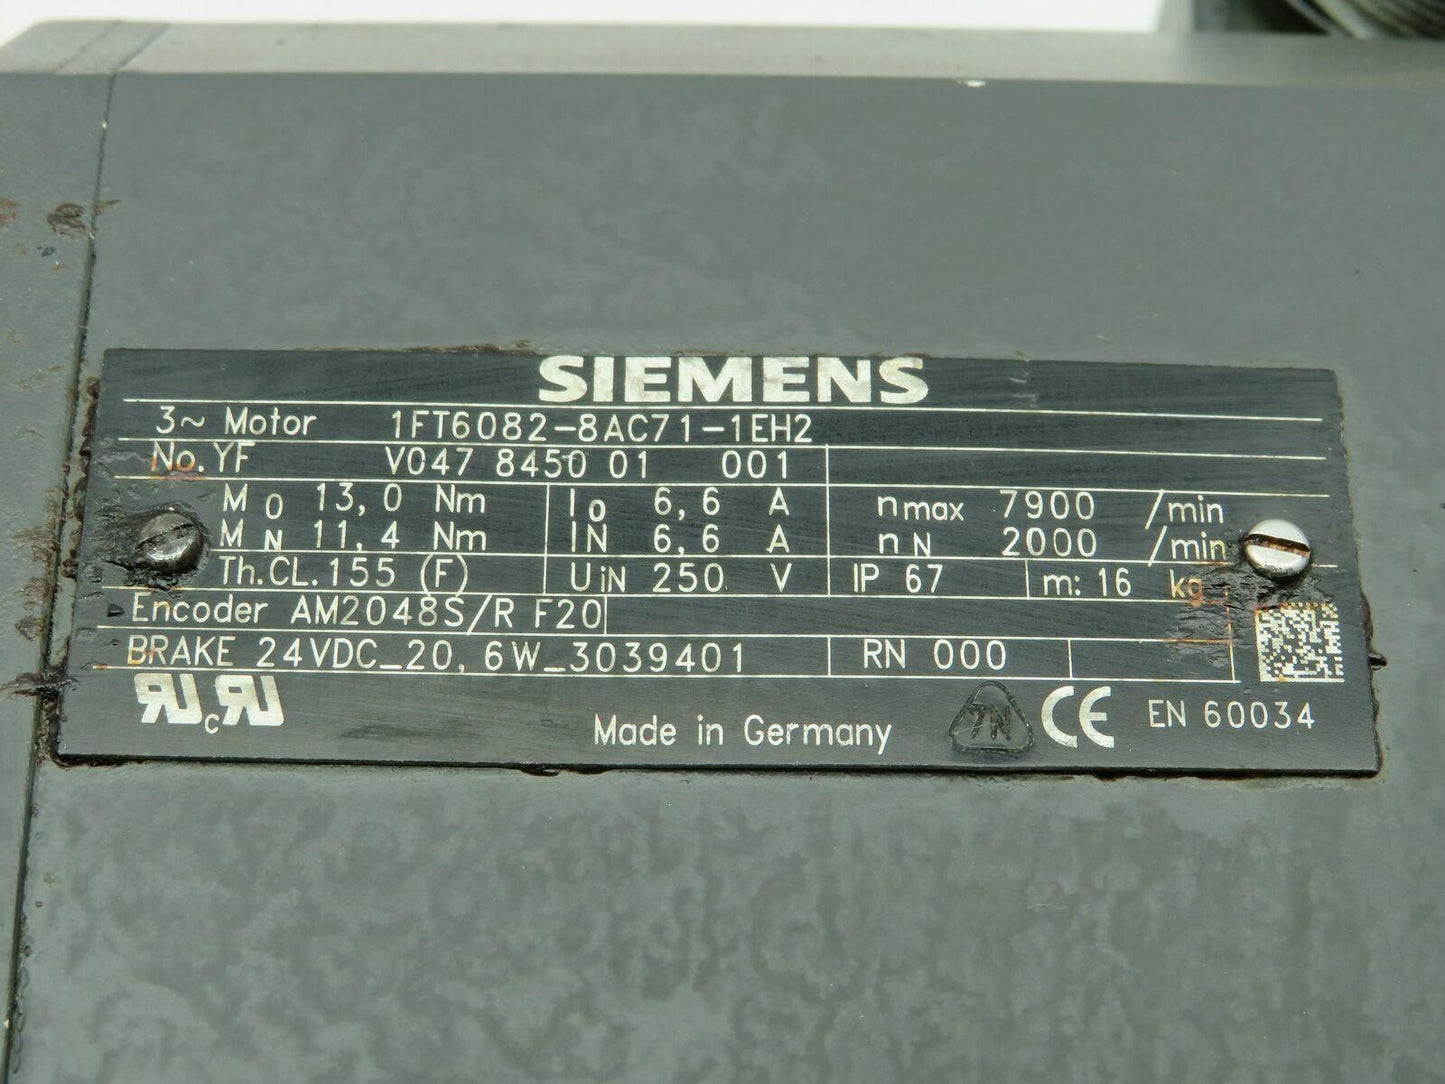 SIEMENS
3~ Motor 1FT6082-8AC71-1EH2
No. YF V047 8450 01 001
M0 13,0 Nm I0 6,6 A nmax 7900 /min
MN 11,4 Nm IN 6,6 A nN 2000 /min
Th.CL.155 (F) UiN 250 V IP 67 m: 16 kg
Encoder AM2048S/R F20
BRAKE 24VDC_20,6W_3039401 RN 000
Made in Germany CE EN 60034